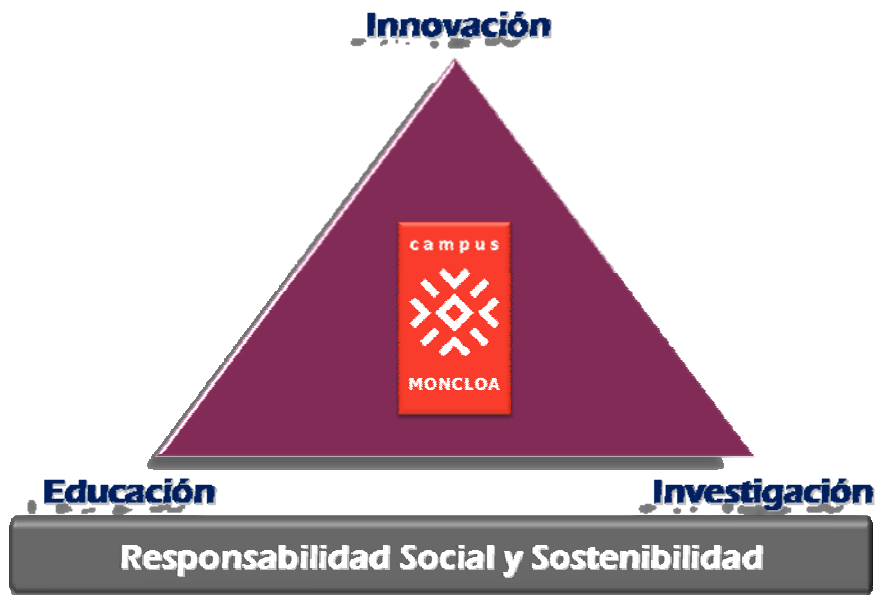 Innovación
campus
MONCLOA
Educación
Investigación
Responsabilidad Social y Sostenibilidad